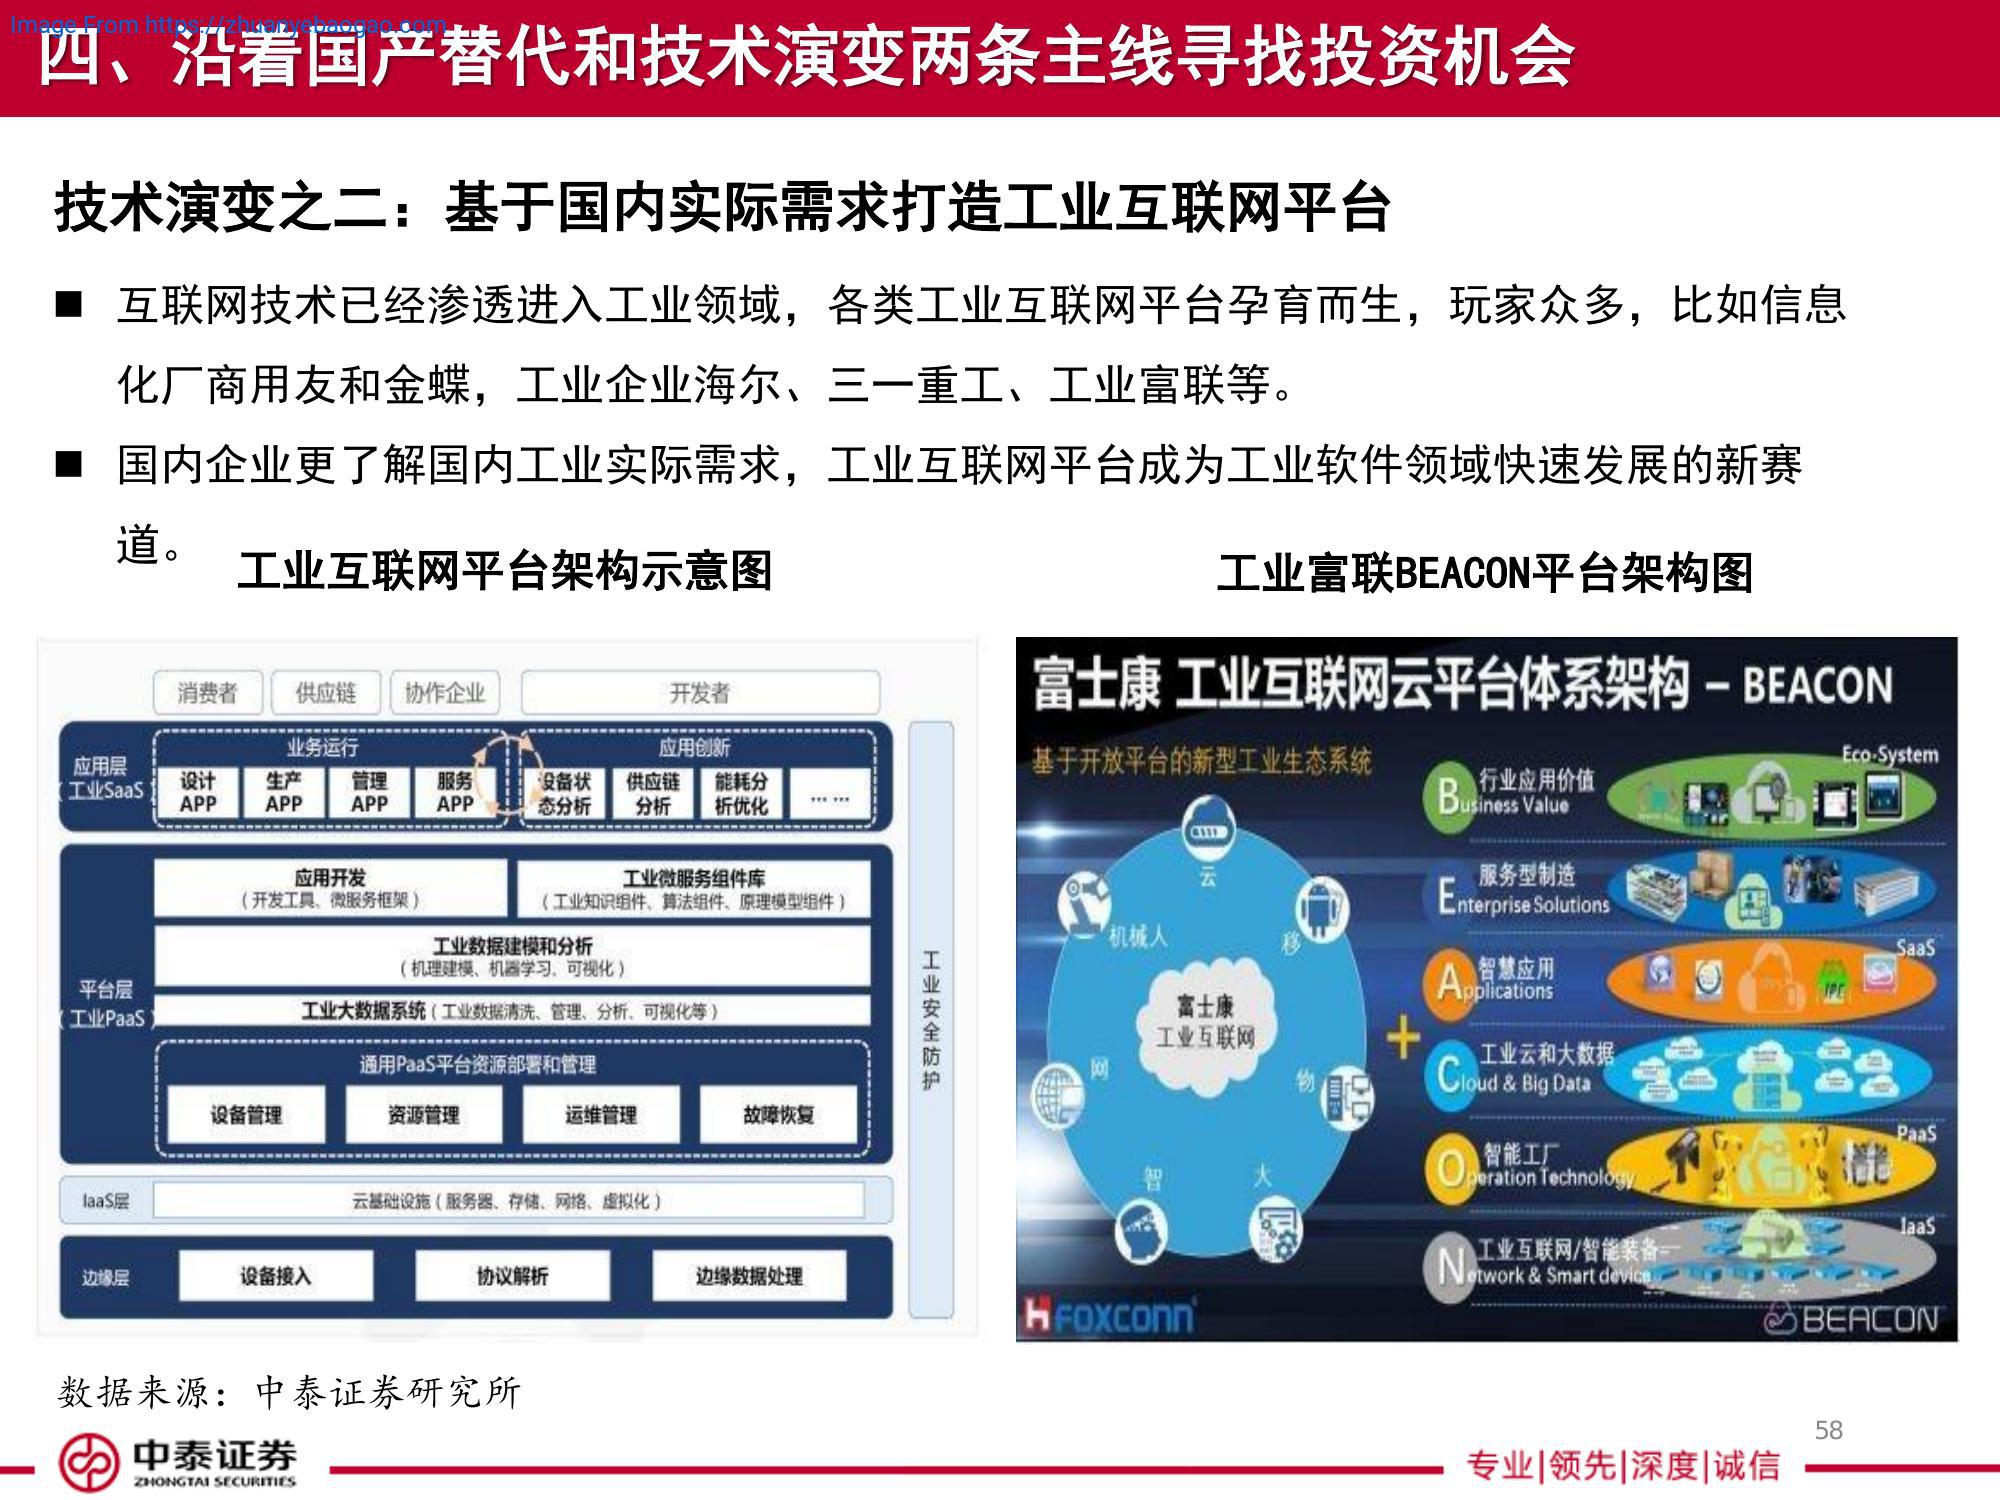 Image From https://zhuanyebaogao.com
四、沿着国产替代和技术演变两条主线寻找投资机会
技术演变之二：基于国内实际需求打造工业互联网平台
■ 互联网技术已经渗透进入工业领域，各类工业互联网平台孕育而生，玩家众多，比如信息
化厂商用友和金蝶，工业企业海尔、三一重工、工业富联等。
■ 国内企业更了解国内工业实际需求，工业互联网平台成为工业软件领域快速发展的新赛
道。
工业互联网平台架构示意图
消费者 供应链 协作企业 开发者
应用层
（工业SaaS
业务运行 应用创新
设计
APP
生产
APP
管理
APP
服务
APP
设备状
态分析
供应链
分析
能耗分
析优化
... ...
平台层
（工业PaaS）
应用开发
（开发工具、微服务框架）
工业微服务组件库
（工业知识组件、算法组件、原理模型组件）
工业数据建模和分析
（机理建模、机器学习、可视化）
工业大数据系统（工业数据清洗、管理、分析、可视化等）
通用PaaS平台资源部署和管理
设备管理 资源管理 运维管理 故障恢复
IaaS层
云基础设施（服务器、存储、网络、虚拟化）
边缘层
设备接入 协议解析 边缘数据处理
工业安全防护
工业富联BEACON平台架构图
富士康 工业互联网云平台体系架构 – BEACON
基于开放平台的新型工业生态系统
云
移
物
大
智
网
机械人
富士康
工业互联网
+
行业应用价值
Business Value
Eco-System
服务型制造
Enterprise Solutions
智慧应用
Applications
SaaS
工业云和大数据
Cloud & Big Data
PaaS
智能工厂
Operation Technology
IaaS
工业互联网/智能装备
Network & Smart device
FOXCONN
BEACON
数据来源：中泰证券研究所
58
中泰证券
ZHONGTAI SECURITIES
专业|领先|深度|诚信